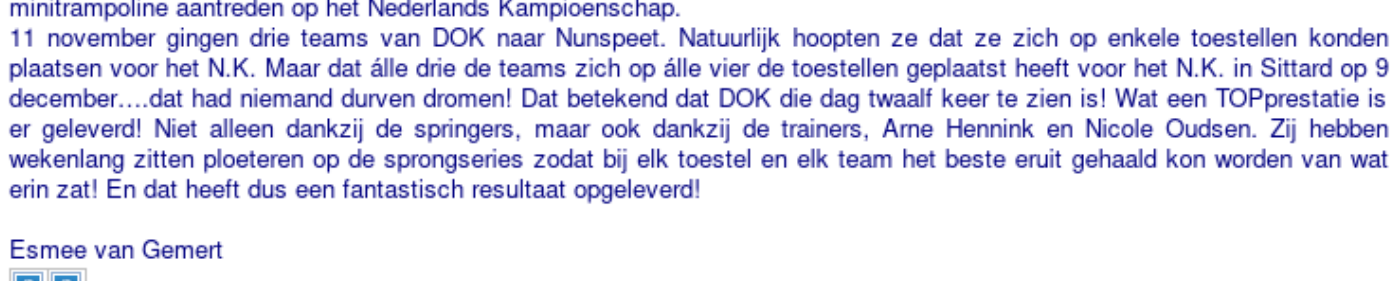 minitrampoline aantreden op het Nederlands Kampioenschap.
11 november gingen drie teams van DOK naar Nunspeet. Natuurlijk hoopten ze dat ze zich op enkele toestellen konden
plaatsen voor het N.K. Maar dat álle drie de teams zich op álle vier de toestellen geplaatst heeft voor het N.K. in Sittard op 9
december....dat had niemand durven dromen! Dat betekend dat DOK die dag twaalf keer te zien is! Wat een TOPprestatie is
er geleverd! Niet alleen dankzij de springers, maar ook dankzij de trainers, Arne Hennink en Nicole Oudsen. Zij hebben
wekenlang zitten ploeteren op de sprongseries zodat bij elk toestel en elk team het beste eruit gehaald kon worden van wat
erin zat! En dat heeft dus een fantastisch resultaat opgeleverd!
Esmee van Gemert